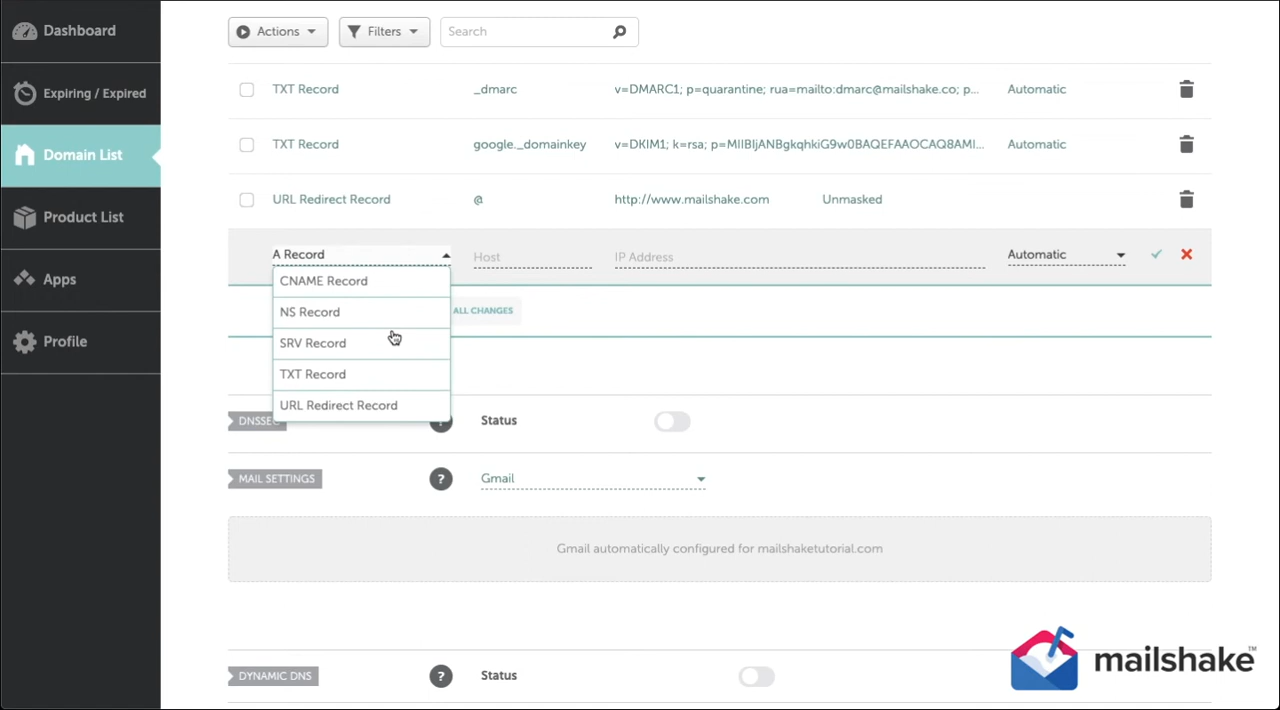 Dashboard
Expiring / Expired
Domain List
Product List
Apps
Profile
Actions Filters Search
TXT Record _dmarc v=DMARC1; p=quarantine; rua=mailto:dmarc@mailshake.co; p... Automatic
TXT Record google._domainkey v=DKIM1; k=rsa; p=MIIBIjANBgkqhkiG9w0BAQEFAAOCAQ8AMI... Automatic
URL Redirect Record @ http://www.mailshake.com Unmasked
A Record Host IP Address Automatic
CNAME Record
NS Record ALL CHANGES
SRV Record
TXT Record
URL Redirect Record
DNSSEC ? Status
MAIL SETTINGS ? Gmail
Gmail automatically configured for mailshaketutorial.com
DYNAMIC DNS ? Status
mailshake™